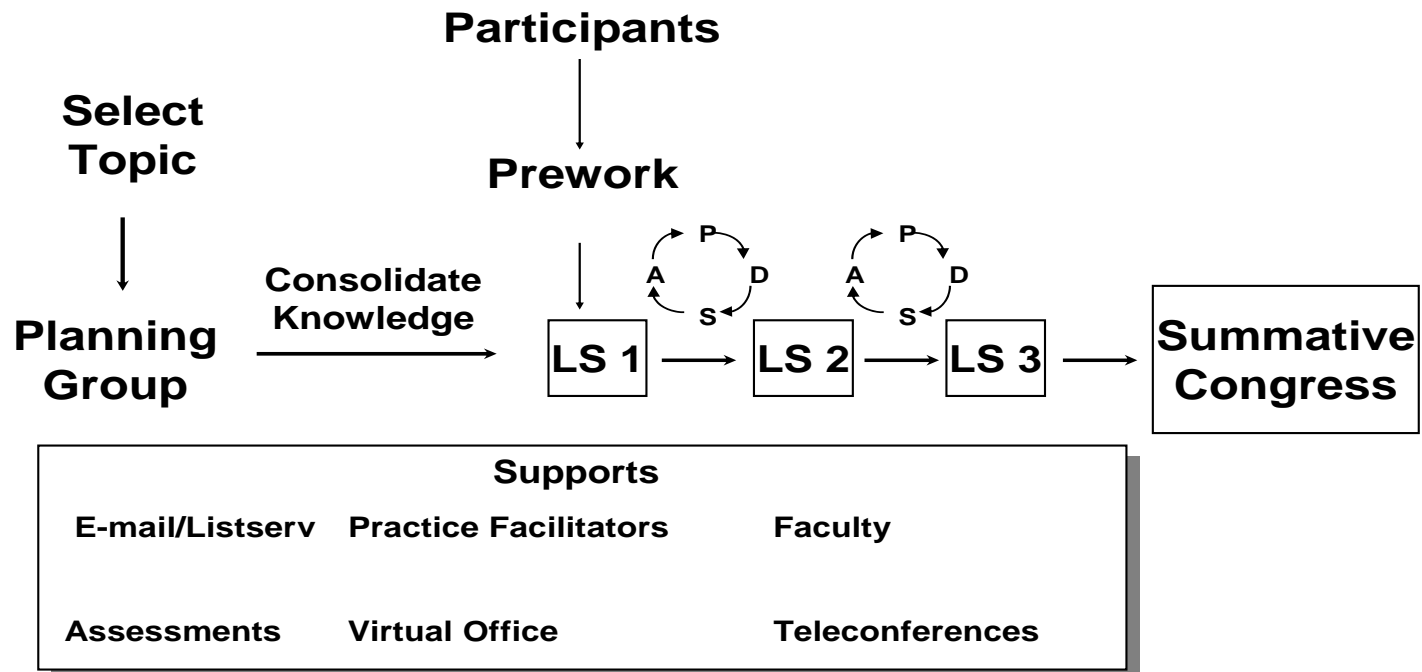 Participants
Select
Topic
Prework
P
A
D
S
P
A
D
S
Consolidate
Knowledge
Planning
Group
LS 1
LS 2
LS 3
Summative
Congress
Supports
E-mail/Listserv
Practice Facilitators
Faculty
Assessments
Virtual Office
Teleconferences